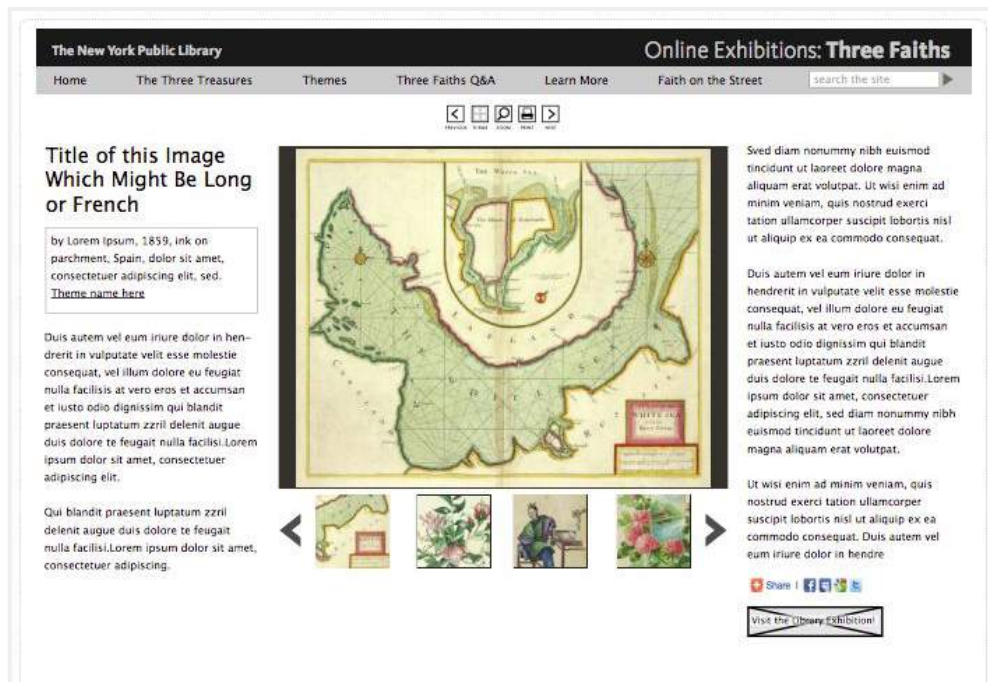 The New York Public Library
Online Exhibitions: Three Faiths
Home
The Three Treasures
Themes
Three Faiths Q&A
Learn More
Faith on the Street
search the site
PREVIOUS
ZOOM
PRINT
NEXT
Title of this Image
Which Might Be Long
or French
by Lorem Ipsum, 1859, ink on
parchment, Spain, dolor sit amet,
consectetuer adipiscing elit, sed.
Theme name here
Duis autem vel eum iriure dolor in hen-
drerit in vulputate velit esse molestie
consequat, vel illum dolore eu feugiat
nulla facilisis at vero eros et accumsan
et iusto odio dignissim qui blandit
praesent luptatum zzril delenit augue
duis dolore te feugait nulla facilisi.Lorem
ipsum dolor sit amet, consectetuer
adipiscing elit.
Qui blandit praesent luptatum zzril
delenit augue duis dolore te feugait
nulla facilisi.Lorem ipsum dolor sit amet,
consectetuer adipiscing.
THE WHITE SEA
WHITE SEA
Sved diam nonummy nibh euismod
tincidunt ut laoreet dolore magna
aliquam erat volutpat. Ut wisi enim ad
minim veniam, quis nostrud exerci
tation ullamcorper suscipit lobortis nisl
ut aliquip ex ea commodo consequat.
Duis autem vel eum iriure dolor in
hendrerit in vulputate velit esse molestie
consequat, vel illum dolore eu feugiat
nulla facilisis at vero eros et accumsan
et iusto odio dignissim qui blandit
praesent luptatum zzril delenit augue
duis dolore te feugait nulla facilisi.Lorem
ipsum dolor sit amet, consectetuer
adipiscing elit, sed diam nonummy nibh
euismod tincidunt ut laoreet dolore
magna aliquam erat volutpat.
Ut wisi enim ad minim veniam, quis
nostrud exerci tation ullamcorper
suscipit lobortis nisl ut aliquip ex ea
commodo consequat. Duis autem vel
eum iriure dolor in hendre
Share
Visit the Library Exhibition!